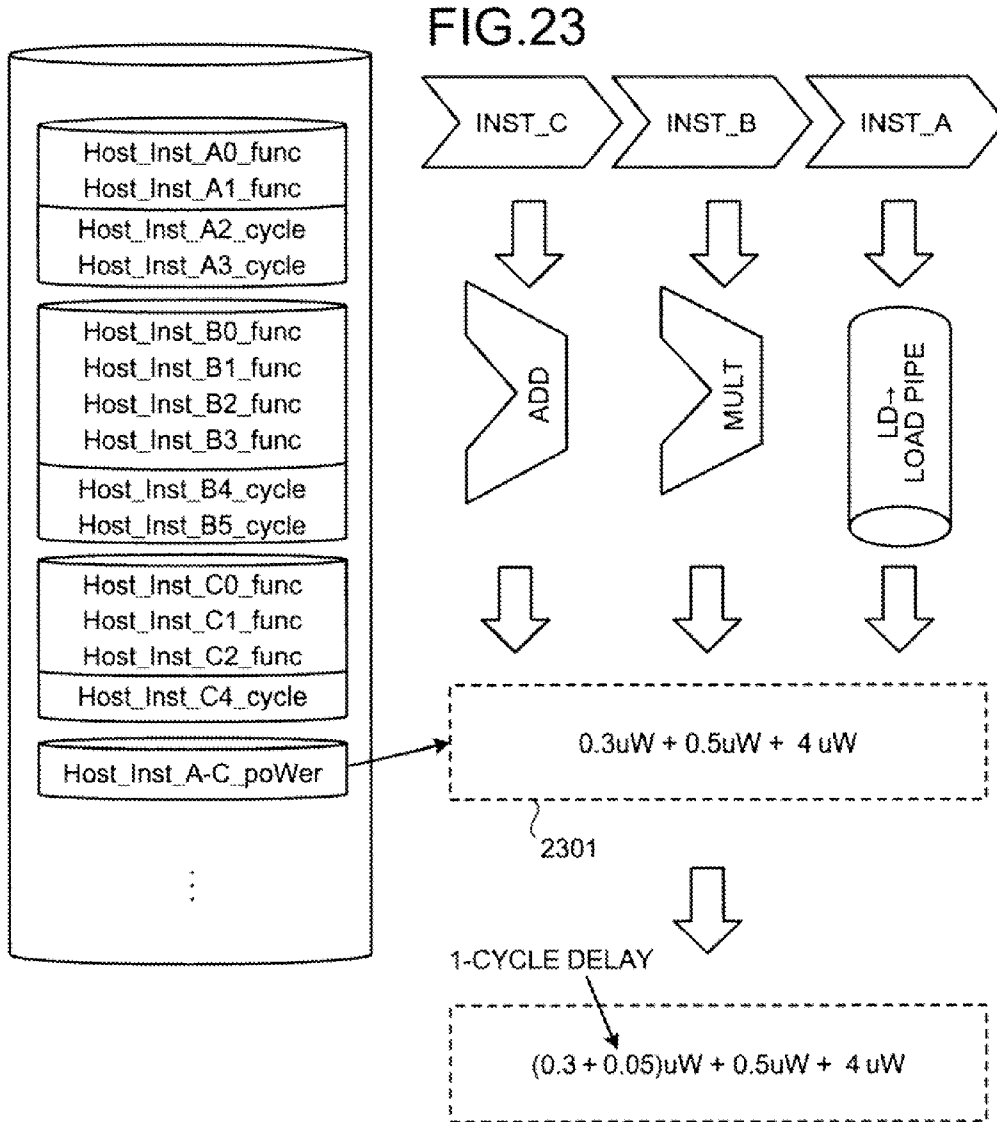 FIG.23
Host_Inst_A0_func
Host_Inst_A1_func
Host_Inst_A2_cycle
Host_Inst_A3_cycle
Host_Inst_B0_func
Host_Inst_B1_func
Host_Inst_B2_func
Host_Inst_B3_func
Host_Inst_B4_cycle
Host_Inst_B5_cycle
Host_Inst_C0_func
Host_Inst_C1_func
Host_Inst_C2_func
Host_Inst_C4_cycle
Host_Inst_A-C_poWer
⋮
INST_C
INST_B
INST_A
ADD
MULT
LD→
LOAD PIPE
0.3uW + 0.5uW + 4 uW
2301
1-CYCLE DELAY
(0.3 + 0.05)uW + 0.5uW + 4 uW